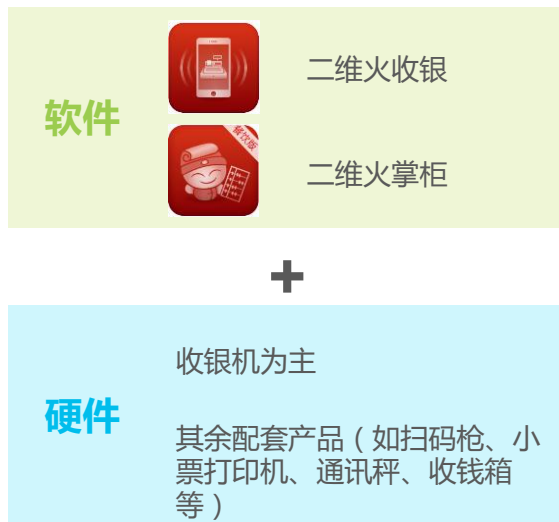 软件
二维火收银
餐饮版
二维火掌柜
+
硬件
收银机为主
其余配套产品（如扫码枪、小
票打印机、通讯秤、收钱箱
等）